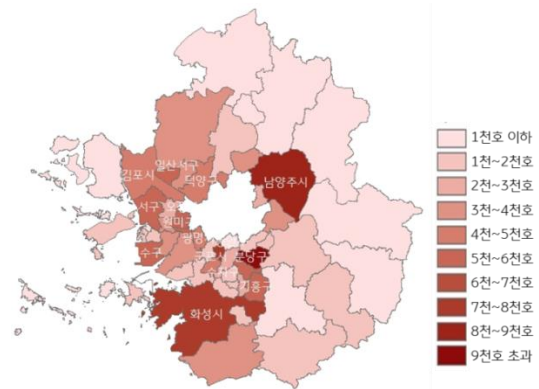 일산서구
김포시
덕양구
남양주시
서구
원미구
광명
분당구
수지구
기흥구
화성시
1천호 이하
1천~2천호
2천~3천호
3천~4천호
4천~5천호
5천~6천호
6천~7천호
7천~8천호
8천~9천호
9천호 초과